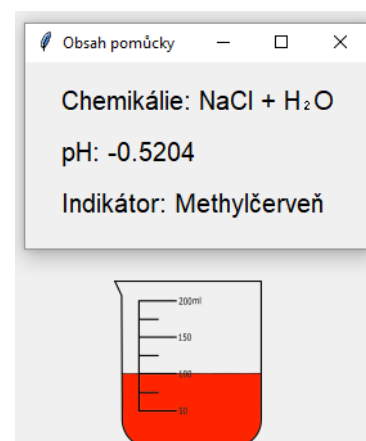 Obsah pomůcky
Chemikálie: NaCl + H₂O
pH: -0.5204
Indikátor: Methylčerveň
200ml
150
100
50